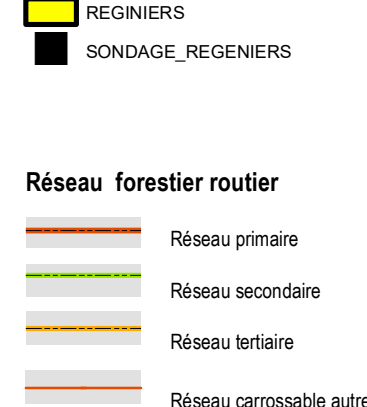 REGINIERS
SONDAGE_REGENIERS
Réseau forestier routier
Réseau primaire
Réseau secondaire
Réseau tertiaire
Réseau carrossable autre